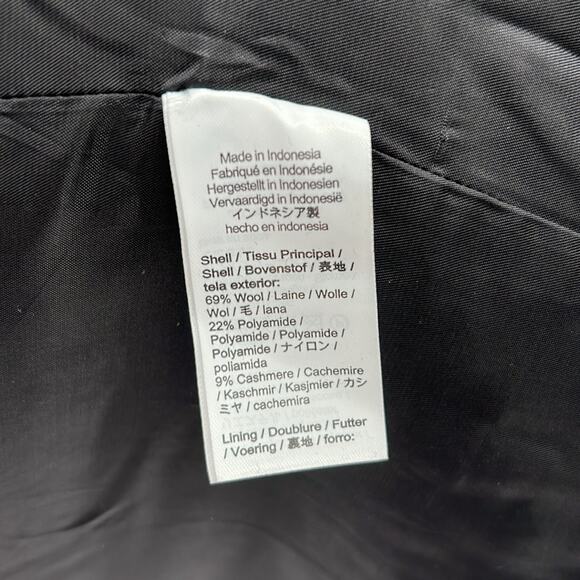 Made in Indonesia
Fabriqué en Indonésie
Hergestellt in Indonesien
Vervaardigd in Indonesië
インドネシア製
hecho en indonesia
Shell / Tissu Principal /
Shell / Bovenstof / 表地 /
tela exterior:
69% Wool / Laine / Wolle /
Wol / 毛 / lana
22% Polyamide /
Polyamide / Polyamide /
Polyamide / ナイロン /
poliamida
9% Cashmere / Cachemire
/ Kaschmir / Kasjmier / カシ
ミヤ / cachemira
Lining / Doublure / Futter
/ Voering / 裏地 / forro: